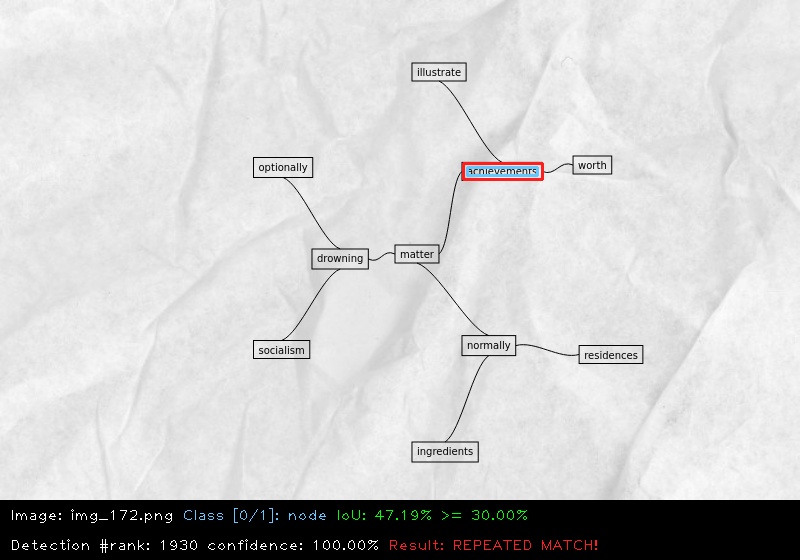 illustrate
optionally
achievements
worth
drowning
matter
socialism
normally
residences
ingredients
Image: img_172.png Class [0/1]: node IoU: 47.19% >= 30.00%
Detection #rank: 1930 confidence: 100.00% Result: REPEATED MATCH!